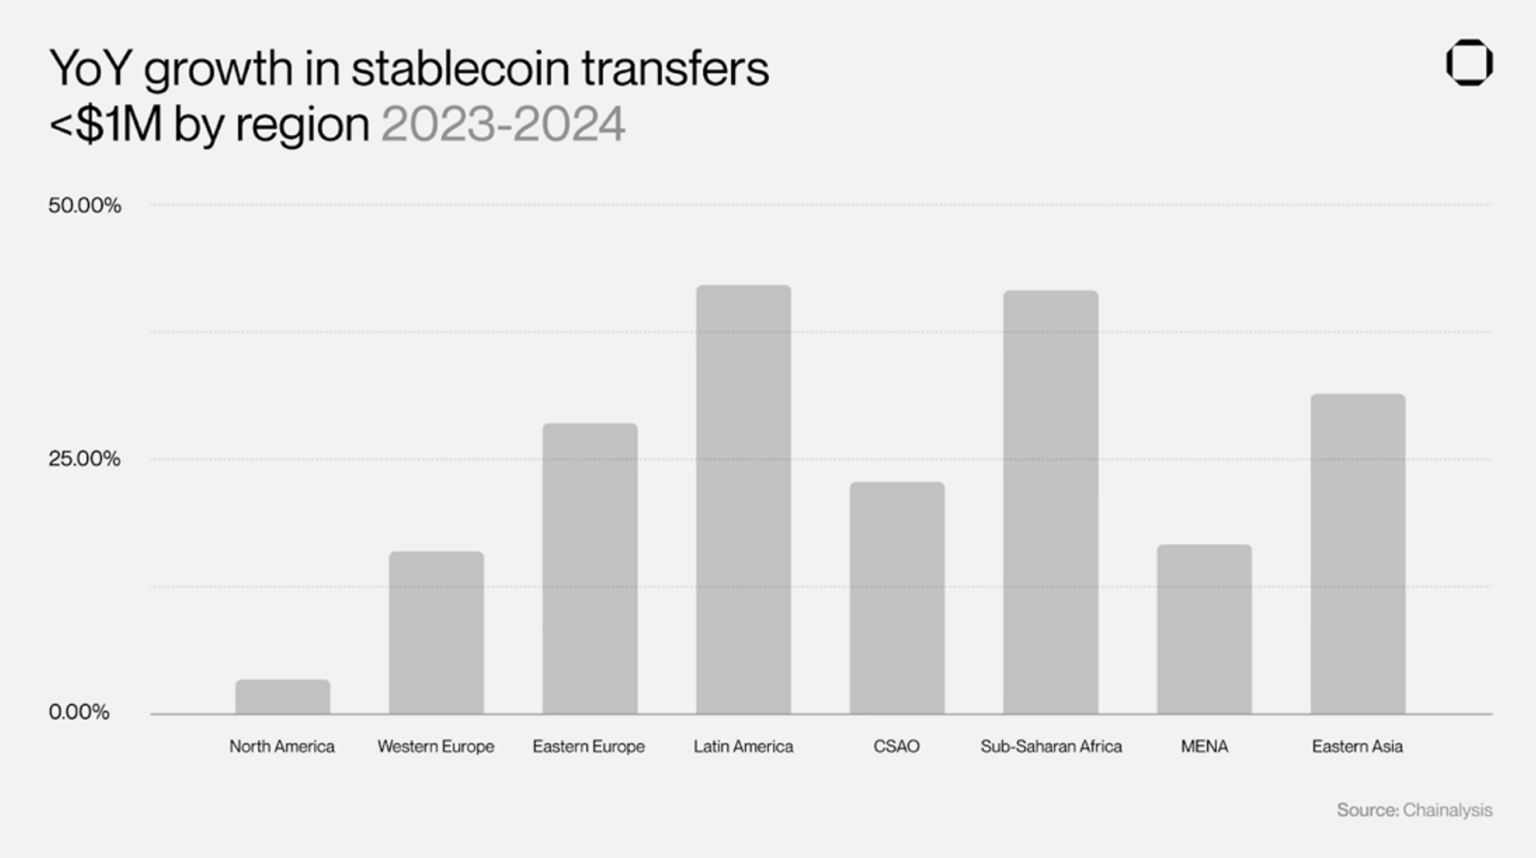 YoY growth in stablecoin transfers
<$1M by region 2023-2024
50.00%
25.00%
0.00%
North America
Western Europe
Eastern Europe
Latin America
CSAO
Sub-Saharan Africa
MENA
Eastern Asia
Source: Chainalysis